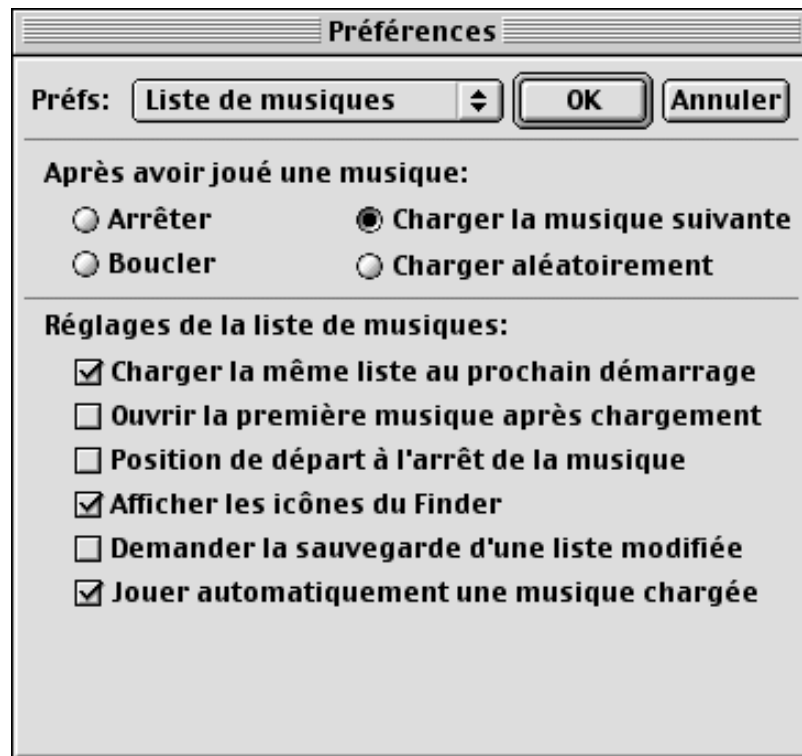 Préférences
Préfs: Liste de musiques OK Annuler
Après avoir joué une musique:
Arrêter Charger la musique suivante
Boucler Charger aléatoirement
Réglages de la liste de musiques:
Charger la même liste au prochain démarrage
Ouvrir la première musique après chargement
Position de départ à l'arrêt de la musique
Afficher les icônes du Finder
Demander la sauvegarde d'une liste modifiée
Jouer automatiquement une musique chargée